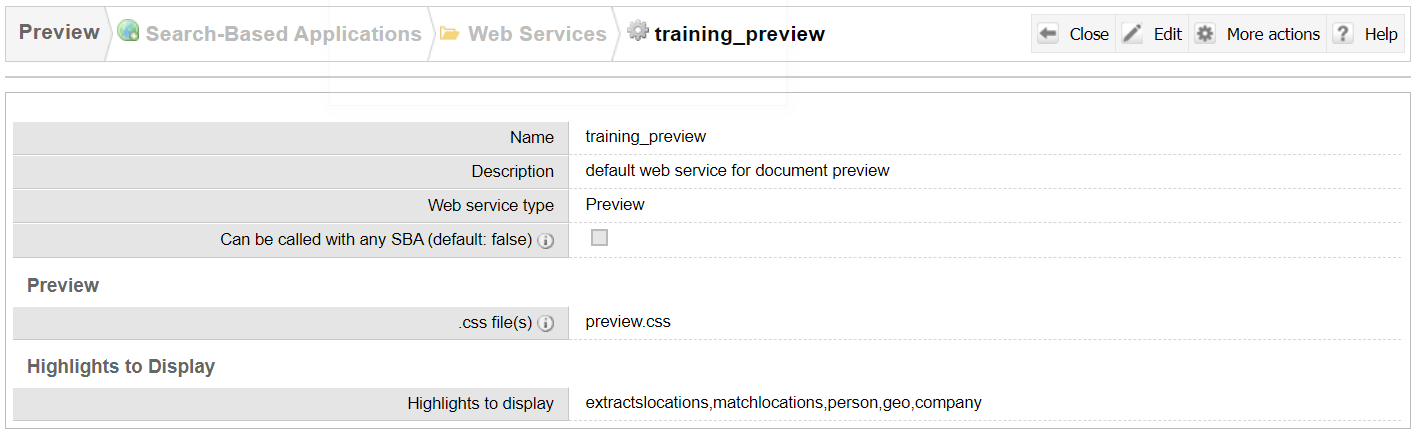 Preview Search-Based Applications Web Services training_preview Close Edit More actions ? Help
Name training_preview
Description default web service for document preview
Web service type Preview
Can be called with any SBA (default: false) i
Preview
.css file(s) i preview.css
Highlights to Display
Highlights to display extractslocations,matchlocations,person,geo,company